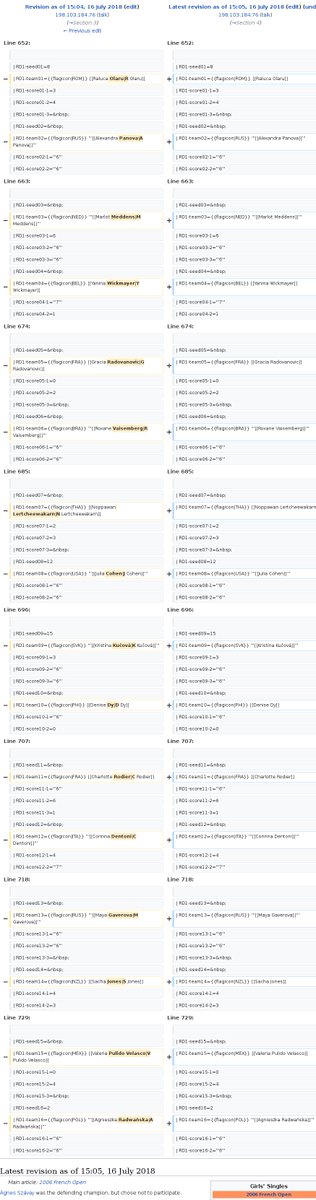 Revision as of 15:04, 16 July 2018 (edit)
198.103.184.76 (talk)
(→Section 3)
← Previous edit
Latest revision as of 15:05, 16 July 2018 (edit) (und
198.103.184.76 (talk)
(→Section 4)
Line 652:
Line 652:
| RD1-seed01=8
| RD1-seed01=8
| RD1-team01={{flagicon|ROM}} [[Raluca Olaru|R Olaru]]
| RD1-team01={{flagicon|ROM}} [[Raluca Olaru]]
| RD1-score01-1=3
| RD1-score01-1=3
| RD1-score01-2=4
| RD1-score01-2=4
| RD1-score01-3=&nbsp;
| RD1-score01-3=&nbsp;
| RD1-seed02=&nbsp;
| RD1-seed02=&nbsp;
| RD1-team02={{flagicon|RUS}} '''[[Alexandra Panova|A
Panova]]'''
| RD1-team02={{flagicon|RUS}} '''[[Alexandra Panova]]'''
| RD1-score02-1='''6'''
| RD1-score02-1='''6'''
| RD1-score02-2='''6'''
| RD1-score02-2='''6'''
Line 663:
Line 663:
| RD1-seed03=&nbsp;
| RD1-seed03=&nbsp;
| RD1-team03={{flagicon|NED}} '''[[Marlot Meddens|M
Meddens]]'''
| RD1-team03={{flagicon|NED}} '''[[Marlot Meddens]]'''
| RD1-score03-1=6
| RD1-score03-1=6
| RD1-score03-2='''6'''
| RD1-score03-2='''6'''
| RD1-score03-3='''6'''
| RD1-score03-3='''6'''
| RD1-seed04=&nbsp;
| RD1-seed04=&nbsp;
| RD1-team04={{flagicon|BEL}} [[Yanina Wickmayer|Y
Wickmayer]]
| RD1-team04={{flagicon|BEL}} [[Yanina Wickmayer]]
| RD1-score04-1='''7'''
| RD1-score04-1='''7'''
| RD1-score04-2=1
| RD1-score04-2=1
Line 674:
Line 674:
| RD1-seed05=&nbsp;
| RD1-seed05=&nbsp;
| RD1-team05={{flagicon|FRA}} [[Gracia Radovanovic|G
Radovanovic]]
| RD1-team05={{flagicon|FRA}} [[Gracia Radovanovic]]
| RD1-score05-1=0
| RD1-score05-1=0
| RD1-score05-2=2
| RD1-score05-2=2
| RD1-score05-3=&nbsp;
| RD1-score05-3=&nbsp;
| RD1-seed06=&nbsp;
| RD1-seed06=&nbsp;
| RD1-team06={{flagicon|BRA}} '''[[Roxane Vaisemberg|R
Vaisemberg]]'''
| RD1-team06={{flagicon|BRA}} '''[[Roxane Vaisemberg]]'''
| RD1-score06-1='''6'''
| RD1-score06-1='''6'''
| RD1-score06-2='''6'''
| RD1-score06-2='''6'''
Line 685:
Line 685:
| RD1-seed07=&nbsp;
| RD1-seed07=&nbsp;
| RD1-team07={{flagicon|THA}} [[Noppawan
Lertcheewakarn|N Lertcheewakarn]]
| RD1-team07={{flagicon|THA}} [[Noppawan Lertcheewakarn
| RD1-score07-1=2
| RD1-score07-1=2
| RD1-score07-2=3
| RD1-score07-2=3
| RD1-score07-3=&nbsp;
| RD1-score07-3=&nbsp;
| RD1-seed08=12
| RD1-seed08=12
| RD1-team08={{flagicon|USA}} '''[[Julia Cohen|J Cohen]]'''
| RD1-team08={{flagicon|USA}} '''[[Julia Cohen]]'''
| RD1-score08-1='''6'''
| RD1-score08-1='''6'''
| RD1-score08-2='''6'''
| RD1-score08-2='''6'''
Line 696:
Line 696:
| RD1-seed09=15
| RD1-seed09=15
| RD1-team09={{flagicon|SVK}} '''[[Kristína Kučová|K Kučová]]'''
| RD1-team09={{flagicon|SVK}} '''[[Kristína Kučová]]'''
| RD1-score09-1=3
| RD1-score09-1=3
| RD1-score09-2='''6'''
| RD1-score09-2='''6'''
| RD1-score09-3='''6'''
| RD1-score09-3='''6'''
| RD1-seed10=&nbsp;
| RD1-seed10=&nbsp;
| RD1-team10={{flagicon|PHI}} [[Denise Dy|D Dy]]
| RD1-team10={{flagicon|PHI}} [[Denise Dy]]
| RD1-score10-1='''6'''
| RD1-score10-1='''6'''
| RD1-score10-2=0
| RD1-score10-2=0
Line 707:
Line 707:
| RD1-seed11=&nbsp;
| RD1-seed11=&nbsp;
| RD1-team11={{flagicon|FRA}} [[Charlotte Rodier|C Rodier]]
| RD1-team11={{flagicon|FRA}} [[Charlotte Rodier]]
| RD1-score11-1='''6'''
| RD1-score11-1='''6'''
| RD1-score11-2=6
| RD1-score11-2=6
| RD1-score11-3=1
| RD1-score11-3=1
| RD1-seed12=&nbsp;
| RD1-seed12=&nbsp;
| RD1-team12={{flagicon|ITA}} '''[[Corinna Dentoni|C
Dentoni]]'''
| RD1-team12={{flagicon|ITA}} '''[[Corinna Dentoni]]'''
| RD1-score12-1=4
| RD1-score12-1=4
| RD1-score12-2='''7'''
| RD1-score12-2='''7'''
Line 718:
Line 718:
| RD1-seed13=&nbsp;
| RD1-seed13=&nbsp;
| RD1-team13={{flagicon|RUS}} '''[[Maya Gaverova|M
Gaverova]]'''
| RD1-team13={{flagicon|RUS}} '''[[Maya Gaverova]]'''
| RD1-score13-1='''6'''
| RD1-score13-1='''6'''
| RD1-score13-2='''6'''
| RD1-score13-2='''6'''
| RD1-score13-3=&nbsp;
| RD1-score13-3=&nbsp;
| RD1-seed14=&nbsp;
| RD1-seed14=&nbsp;
| RD1-team14={{flagicon|NZL}} [[Sacha Jones|S Jones]]
| RD1-team14={{flagicon|NZL}} [[Sacha Jones]]
| RD1-score14-1=4
| RD1-score14-1=4
| RD1-score14-2=3
| RD1-score14-2=3
Line 729:
Line 729:
| RD1-seed15=&nbsp;
| RD1-seed15=&nbsp;
| RD1-team15={{flagicon|MEX}} [[Valeria Pulido Velasco|V
Pulido Velasco]]
| RD1-team15={{flagicon|MEX}} [[Valeria Pulido Velasco]]
| RD1-score15-1=0
| RD1-score15-1=0
| RD1-score15-2=4
| RD1-score15-2=4
| RD1-score15-3=&nbsp;
| RD1-score15-3=&nbsp;
| RD1-seed16=2
| RD1-seed16=2
| RD1-team16={{flagicon|POL}} '''[[Agnieszka Radwańska|A
Radwańska]]'''
| RD1-team16={{flagicon|POL}} '''[[Agnieszka Radwańska]]'''
| RD1-score16-1='''6'''
| RD1-score16-1='''6'''
| RD1-score16-2='''6'''
| RD1-score16-2='''6'''
Latest revision as of 15:05, 16 July 2018
Main article: 2006 French Open
Ágnes Szávay was the defending champion, but chose not to participate.
Girls' Singles
2006 French Open